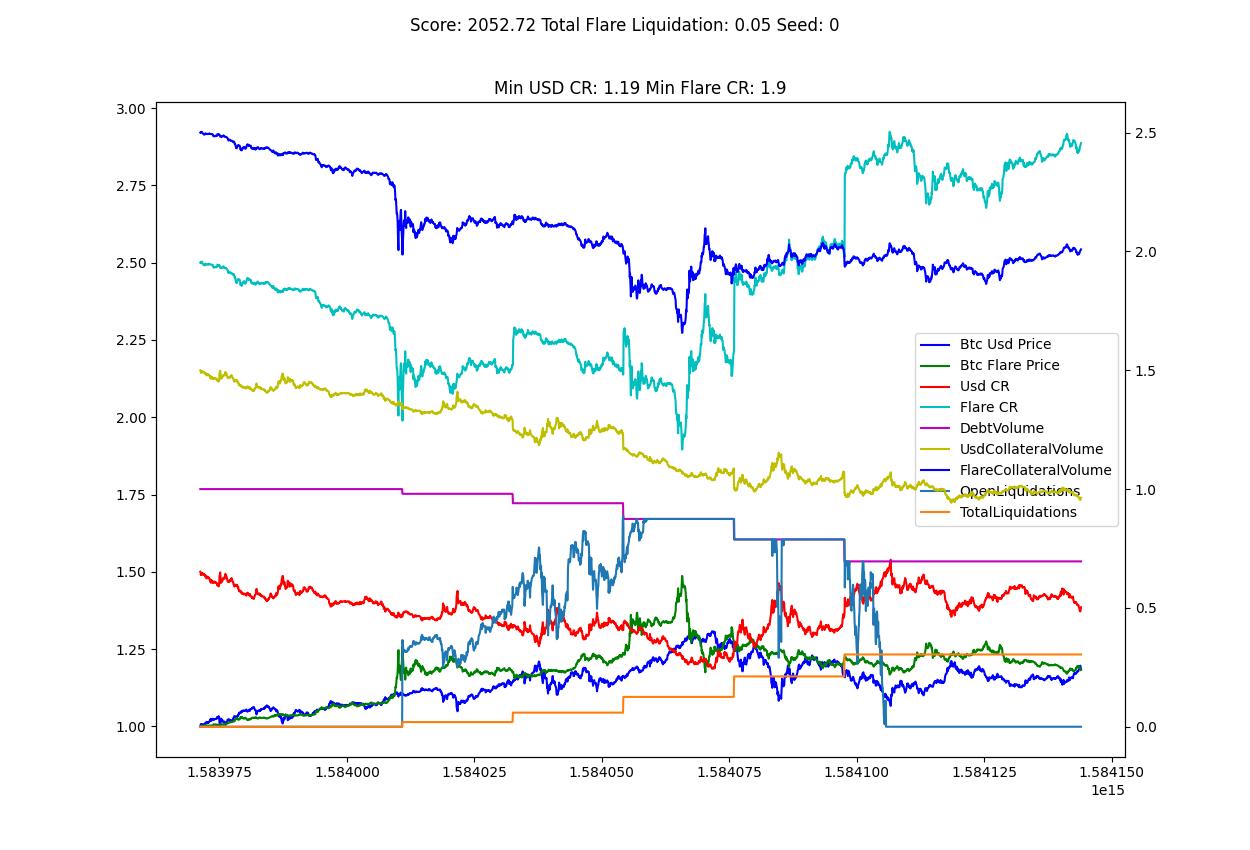 Score: 2052.72 Total Flare Liquidation: 0.05 Seed: 0
Min USD CR: 1.19 Min Flare CR: 1.9
3.00
2.75
2.50
2.25
2.00
1.75
1.50
1.25
1.00
2.5
2.0
1.5
1.0
0.5
0.0
Btc Usd Price
Btc Flare Price
Usd CR
Flare CR
DebtVolume
UsdCollateralVolume
FlareCollateralVolume
OpenLiquidations
TotalLiquidations
1.583975 1.584000 1.584025 1.584050 1.584075 1.584100 1.584125 1.584150
1e15